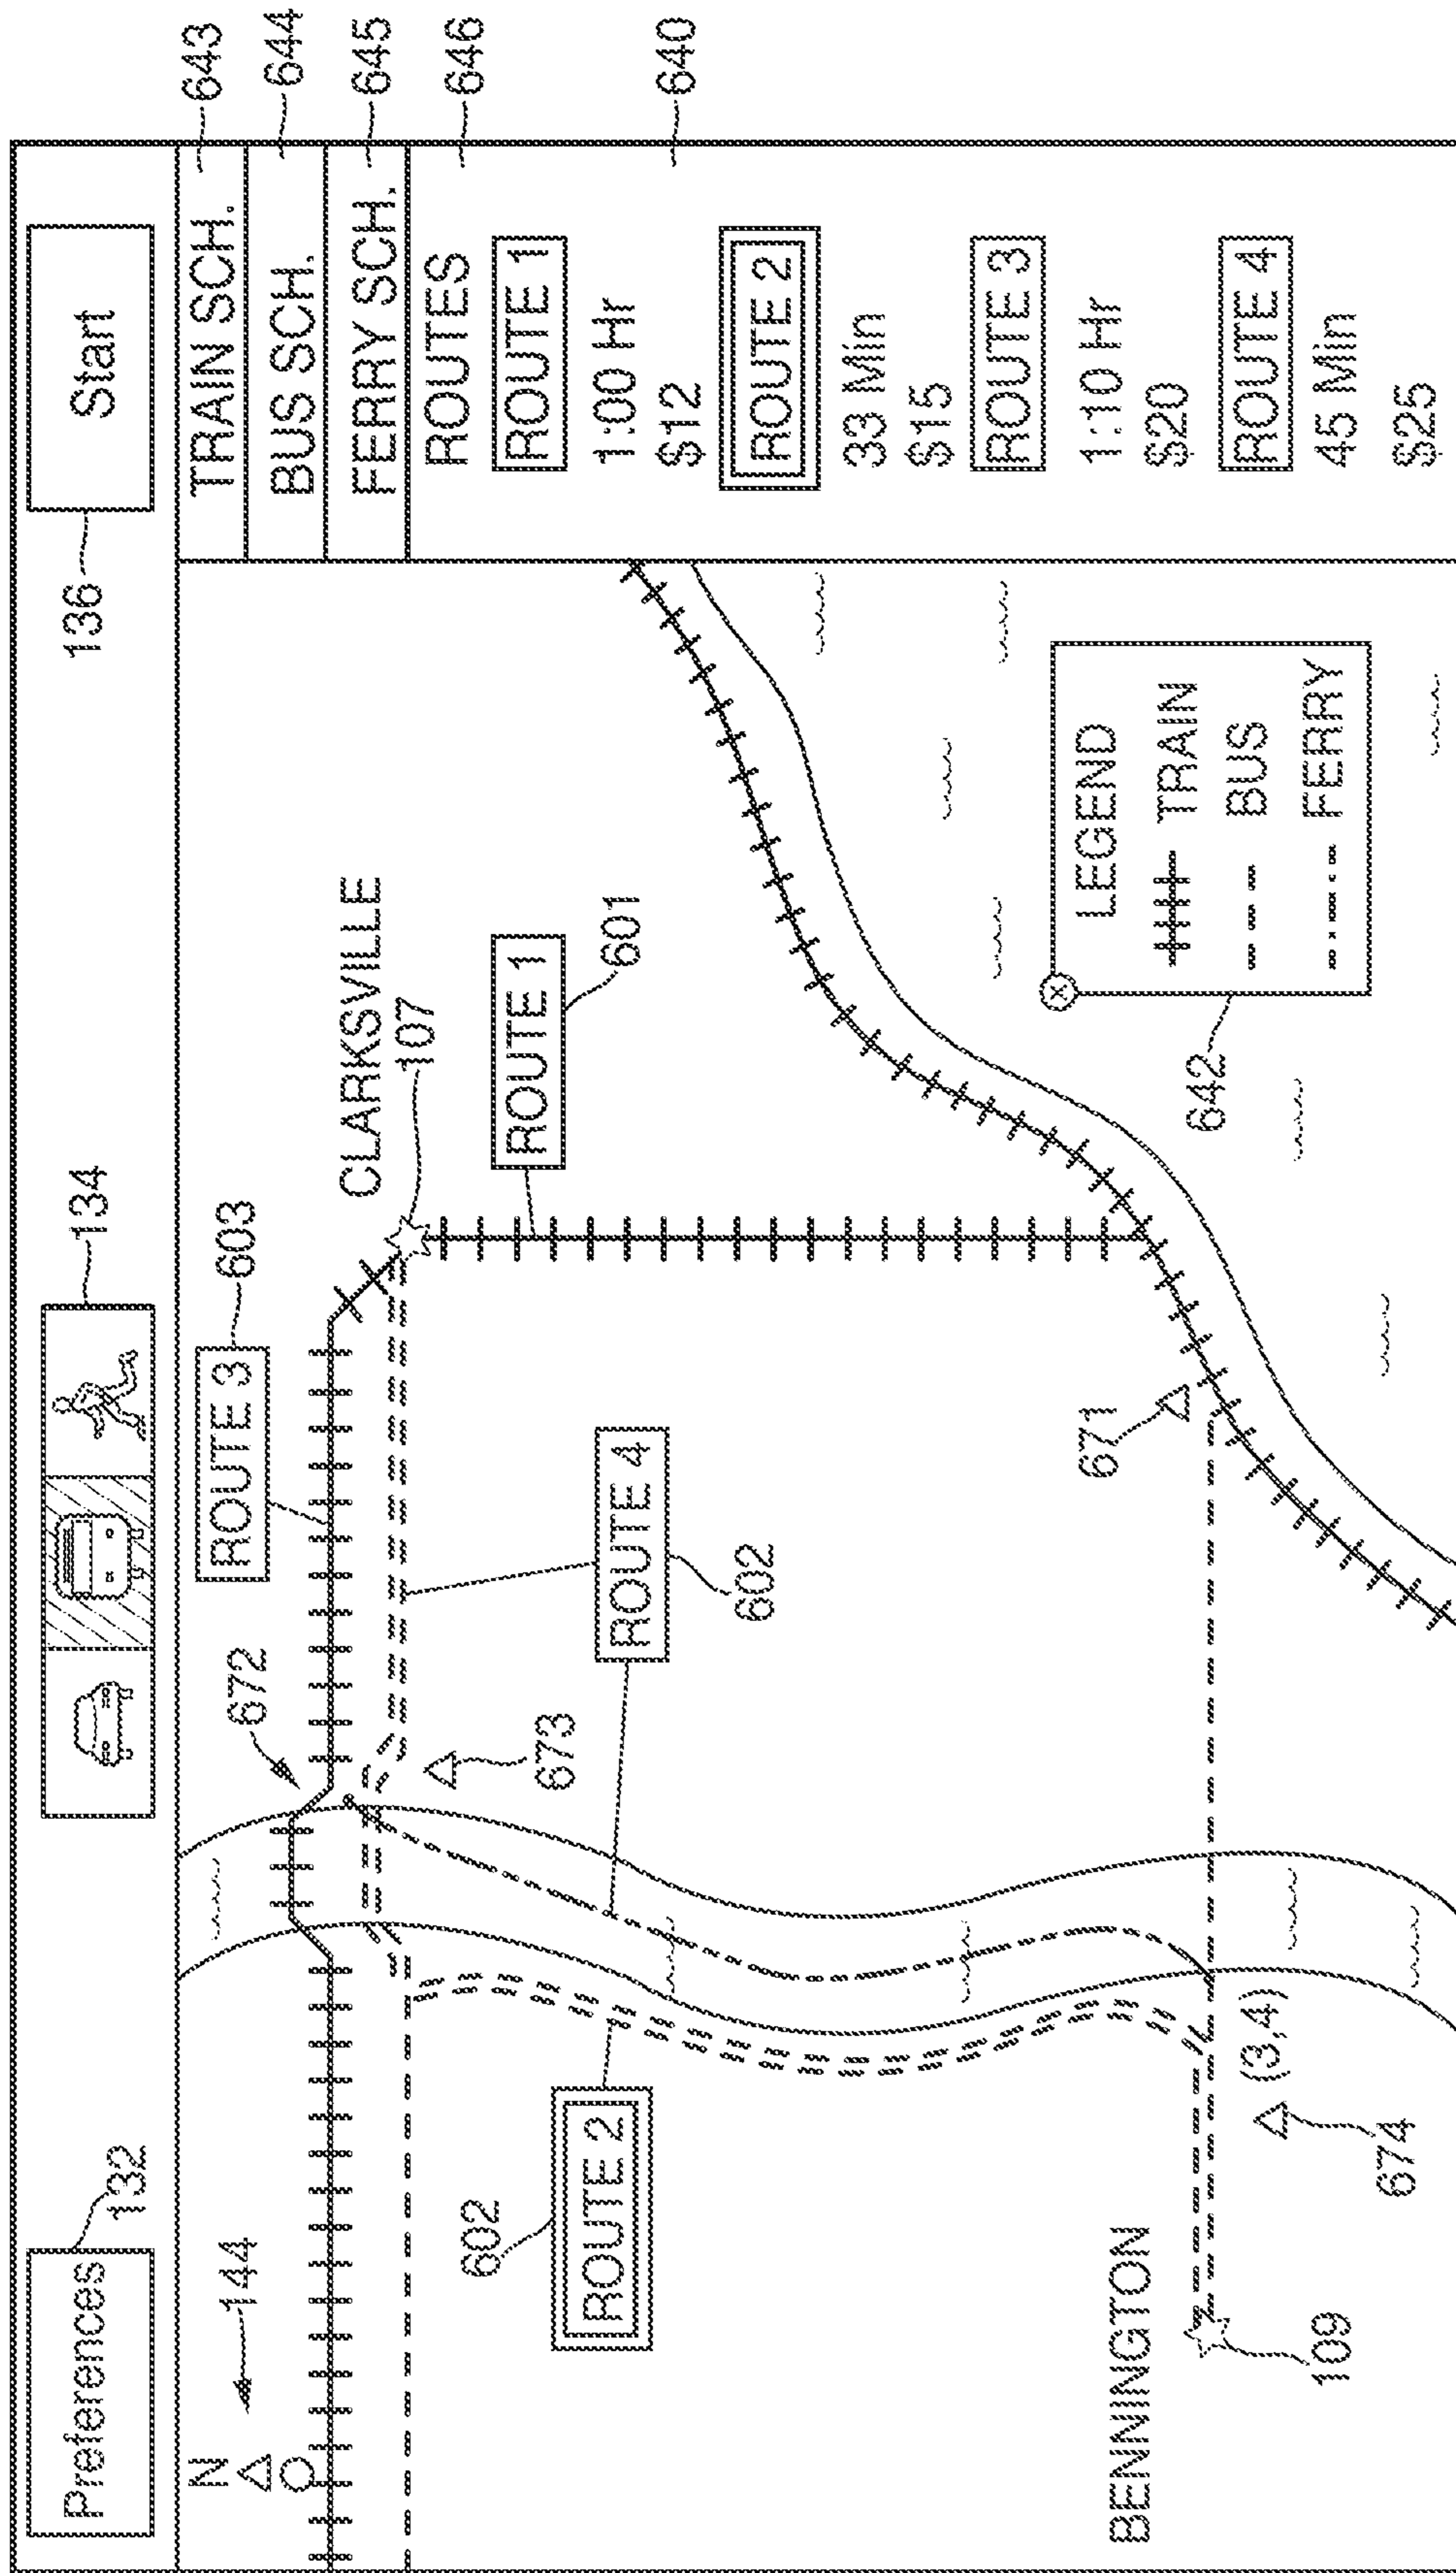 Preferences
132
134
136
Start
N
144
672
ROUTE 3
603
CLARKSVILLE
107
673
ROUTE 4
602
ROUTE 1
601
602
ROUTE 2
BENNINGTON
109
(3,4)
674
671
642
LEGEND
TRAIN
BUS
FERRY
TRAIN SCH.
643
BUS SCH.
644
FERRY SCH.
645
ROUTES
646
ROUTE 1
1:00 Hr
$12
640
ROUTE 2
33 Min
$15
ROUTE 3
1:10 Hr
$20
ROUTE 4
45 Min
$25